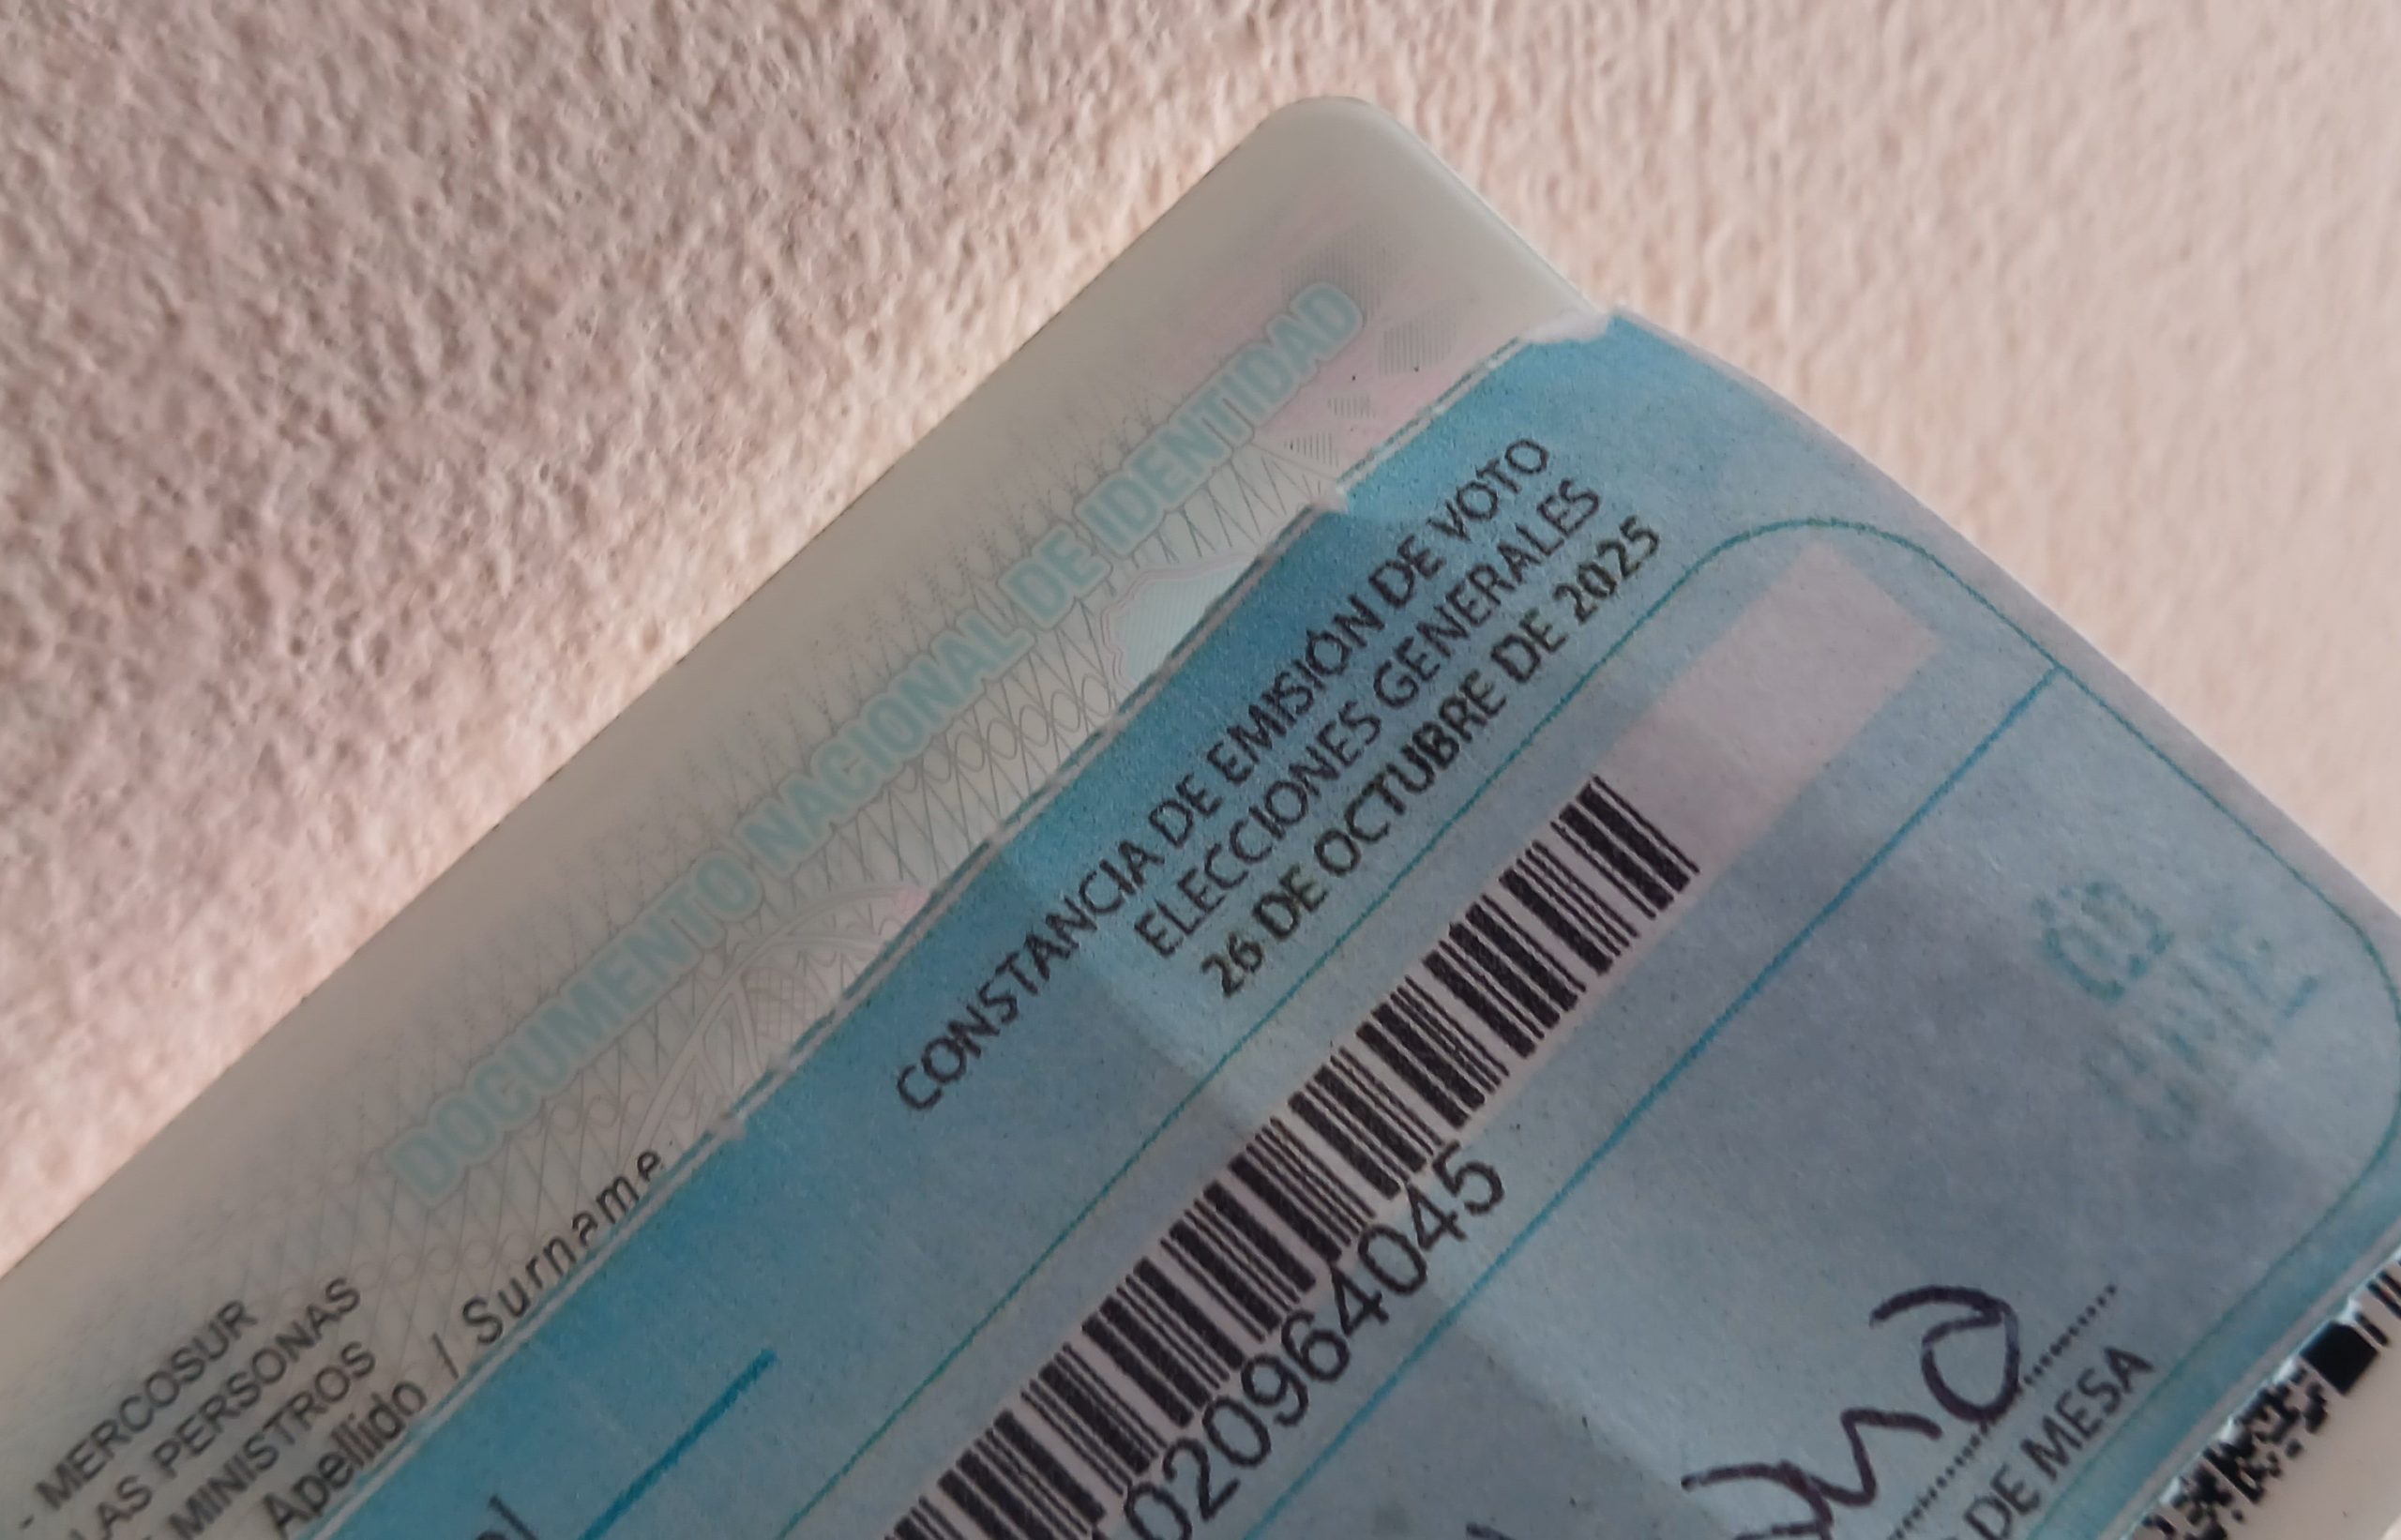 DOCUMENTO NACIONAL DE IDENTIDAD
- MERCOSUR
LAS PERSONAS
MINISTROS
Apellido / Surname
CONSTANCIA DE EMISIÓN DE VOTO
ELECCIONES GENERALES
26 DE OCTUBRE DE 2025
020964045
DE MESA